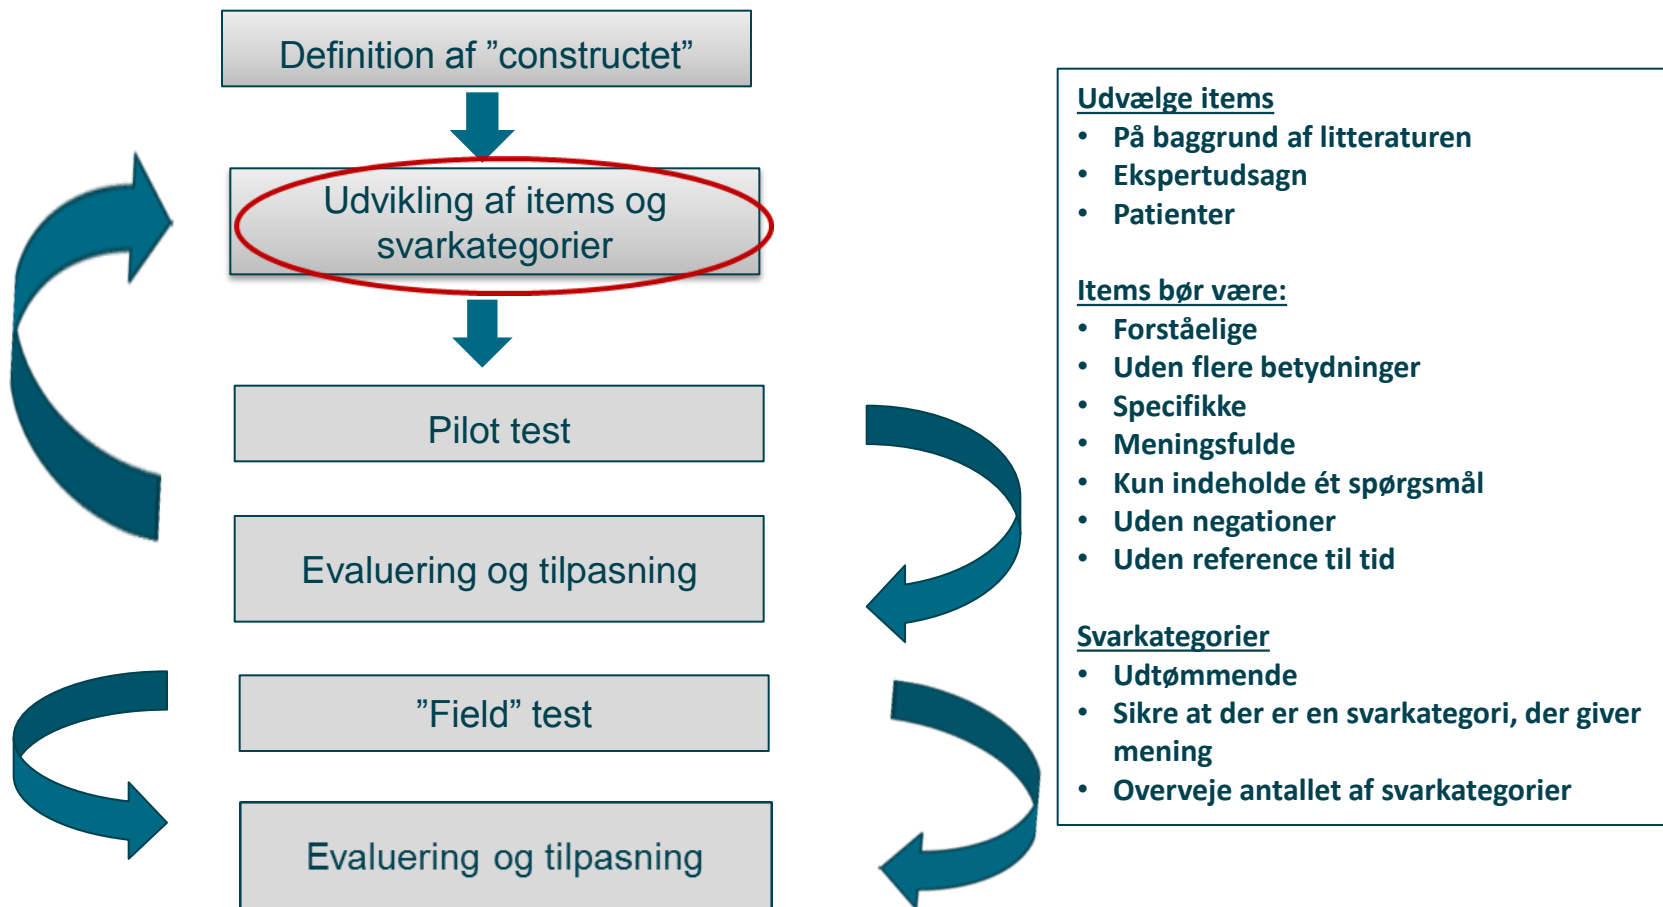 Definition af ”constructet”
Udvikling af items og
svarkategorier
Pilot test
Evaluering og tilpasning
”Field” test
Evaluering og tilpasning
Udvælge items
• På baggrund af litteraturen
• Ekspertudsagn
• Patienter
Items bør være:
• Forståelige
• Uden flere betydninger
• Specifikke
• Meningsfulde
• Kun indeholde ét spørgsmål
• Uden negationer
• Uden reference til tid
Svarkategorier
• Udtømmende
• Sikre at der er en svarkategori, der giver
mening
• Overveje antallet af svarkategorier